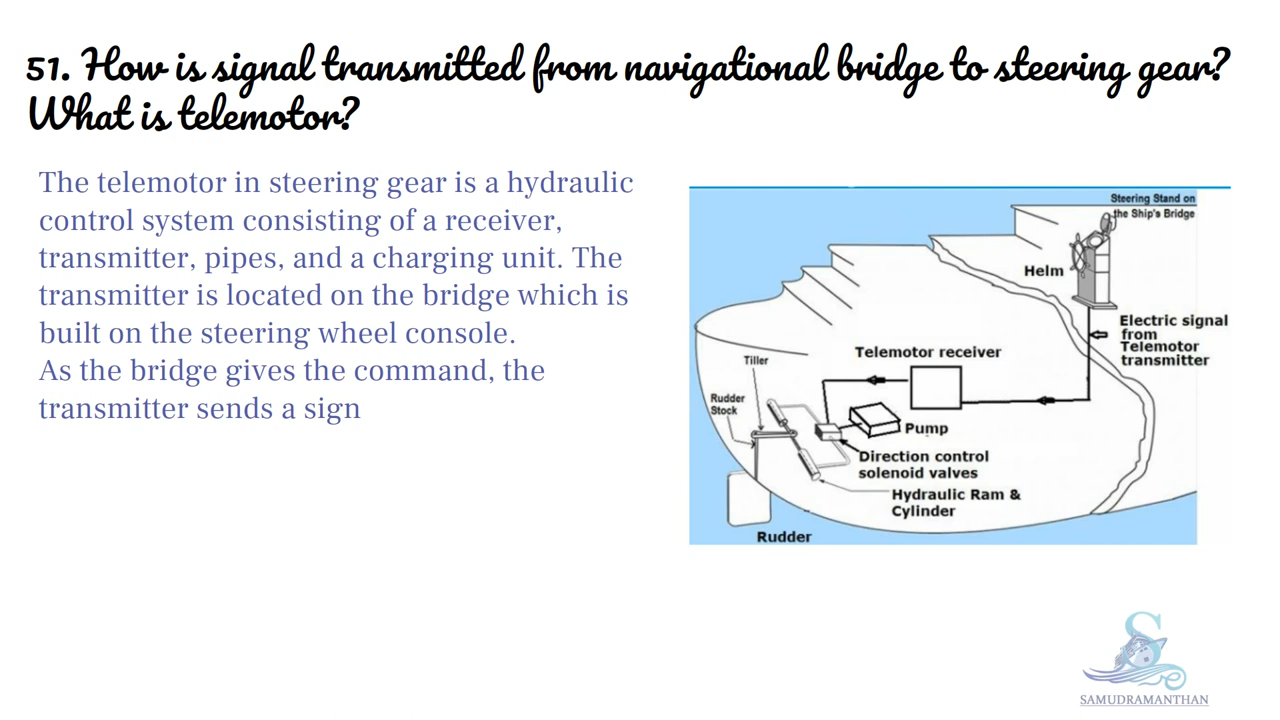 51. How is signal transmitted from navigational bridge to steering gear?
What is telemotor?
The telemotor in steering gear is a hydraulic
control system consisting of a receiver,
transmitter, pipes, and a charging unit. The
transmitter is located on the bridge which is
built on the steering wheel console.
As the bridge gives the command, the
transmitter sends a sign
Steering Stand on
the Ship's Bridge
Helm
Electric signal
from
Telemotor
transmitter
Telemotor receiver
Tiller
Rudder
Stock
Pump
Direction control
solenoid valves
Hydraulic Ram &
Cylinder
Rudder
SAMUDRAMANTHAN